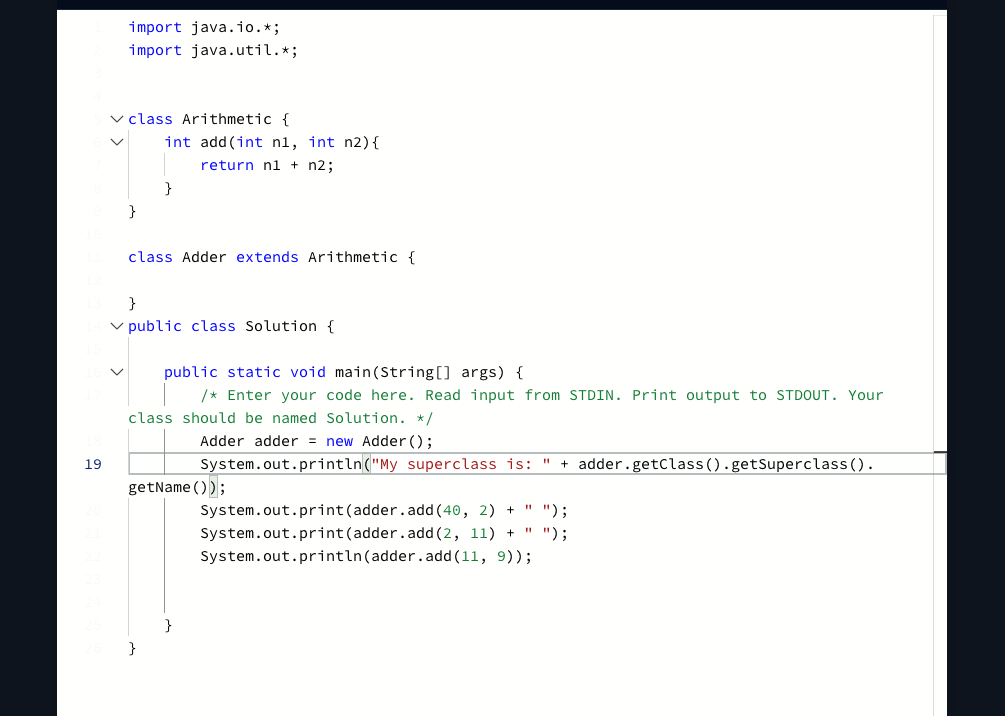 1 import java.io.*;
2 import java.util.*;
3
4
5 class Arithmetic {
6 int add(int n1, int n2){
7 return n1 + n2;
8 }
9 }
10
11 class Adder extends Arithmetic {
12
13 }
14 public class Solution {
15
16 public static void main(String[] args) {
17 /* Enter your code here. Read input from STDIN. Print output to STDOUT. Your
class should be named Solution. */
18 Adder adder = new Adder();
19 System.out.println("My superclass is: " + adder.getClass().getSuperclass().
getName());
20 System.out.print(adder.add(40, 2) + " ");
21 System.out.print(adder.add(2, 11) + " ");
22 System.out.println(adder.add(11, 9));
23
24
25 }
26 }